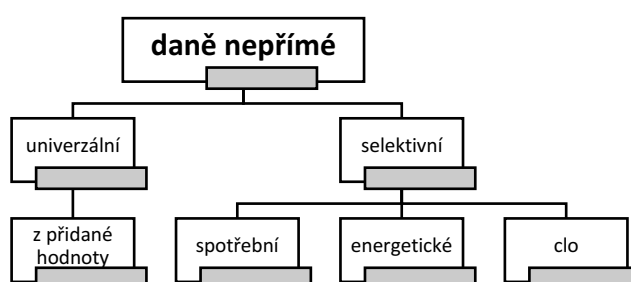 daně nepřímé
univerzální
selektivní
z přidané
hodnoty
spotřební
energetické
clo